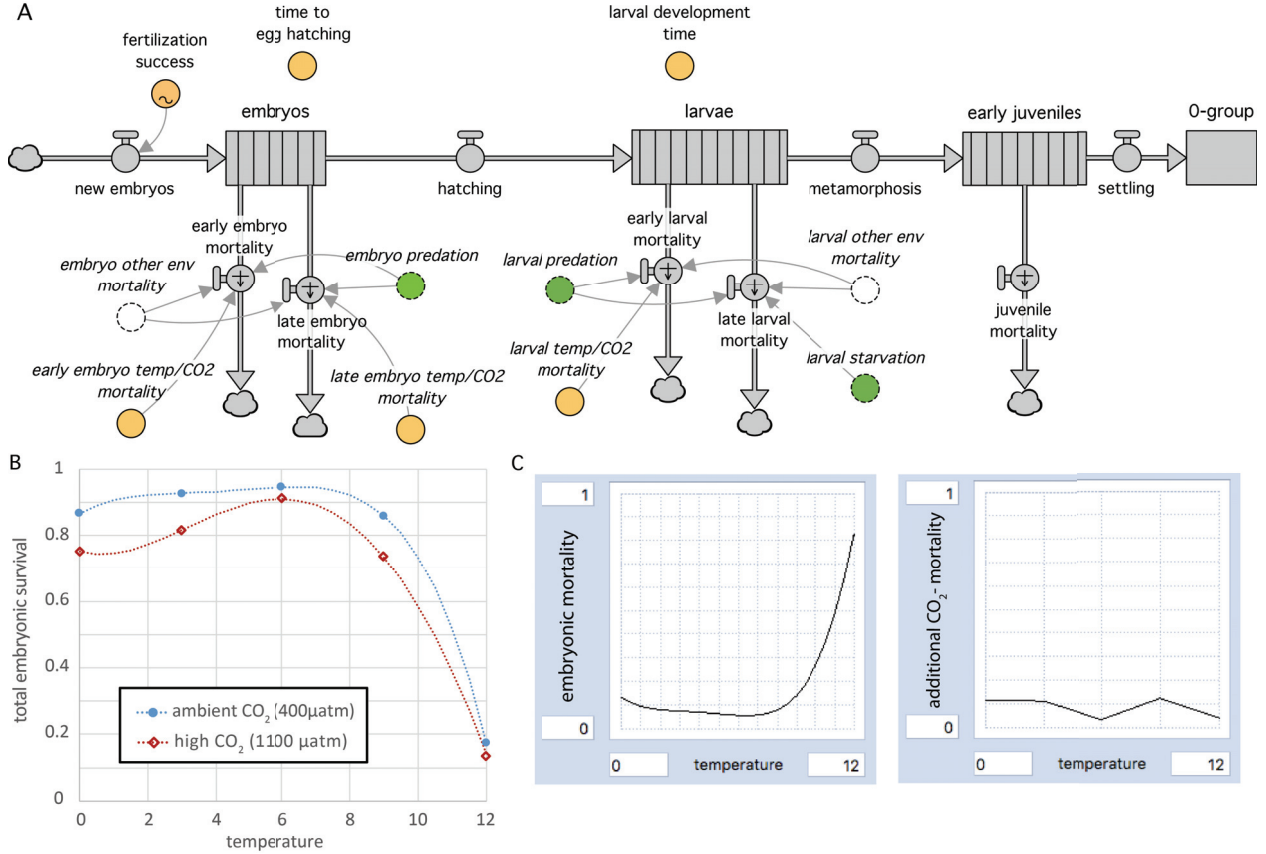 A
time to
egg hatching
larval development
time
fertilization
success
embryos
larvae
early juveniles
0-group
new embryos
hatching
metamorphosis
settling
early embryo
mortality
embryo other env
mortality
embryo predation
late embryo
mortality
early embryo temp/CO2
mortality
late embryo temp/CO2
mortality
early larval
mortality
larval predation
larval other env
mortality
late larval
mortality
larval temp/CO2
mortality
larval starvation
juvenile
mortality
B
total embryonic survival
1
0.8
0.6
0.4
0.2
0
ambient CO2 (400µatm)
high CO2 (1100 µatm)
0 2 4 6 8 10 12
temperature
C
1
embryonic mortality
0
0 temperature 12
1
additional CO2- mortality
0
0 temperature 12